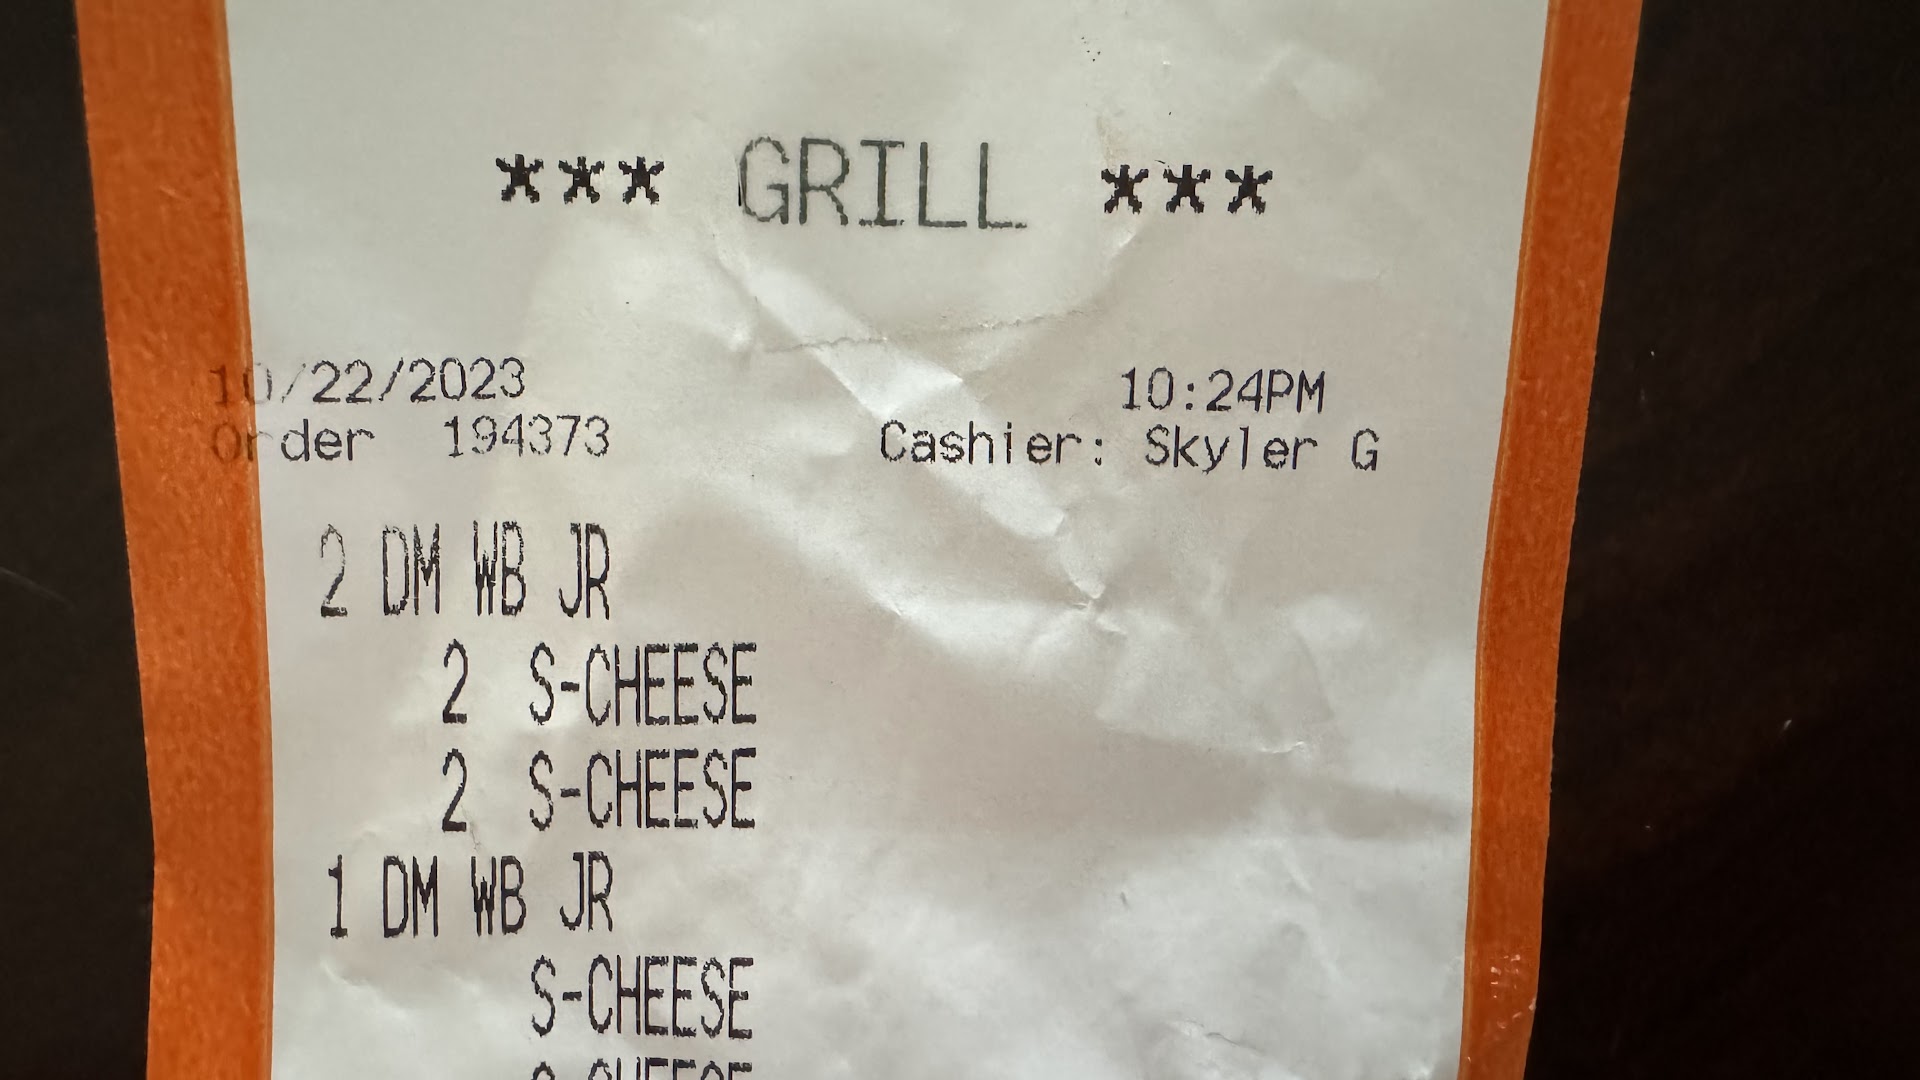 *** GRILL ***
10/22/2023 10:24PM
Order 194373 Cashier: Skyler G
2 DM WB JR
2 S-CHEESE
2 S-CHEESE
1 DM WB JR
S-CHEESE
S-CHEESE